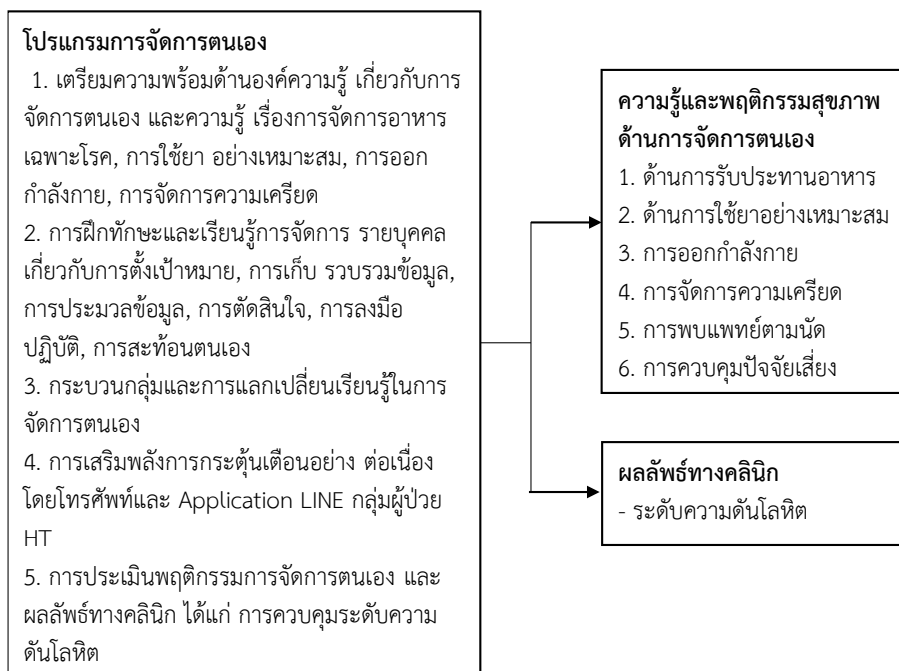 โปรแกรมการจัดการตนเอง
1. เตรียมความพร้อมด้านองค์ความรู้ เกี่ยวกับการ
จัดการตนเอง และความรู้ เรื่องการจัดการอาหาร
เฉพาะโรค, การใช้ยา อย่างเหมาะสม, การออก
กำลังกาย, การจัดการความเครียด
2. การฝึกทักษะและเรียนรู้การจัดการ รายบุคคล
เกี่ยวกับการตั้งเป้าหมาย, การเก็บ รวบรวมข้อมูล,
การประมวลข้อมูล, การตัดสินใจ, การลงมือ
ปฏิบัติ, การสะท้อนตนเอง
3. กระบวนกลุ่มและการแลกเปลี่ยนเรียนรู้ในการ
จัดการตนเอง
4. การเสริมพลังการกระตุ้นเตือนอย่าง ต่อเนื่อง
โดยโทรศัพท์และ Application LINE กลุ่มผู้ป่วย
HT
5. การประเมินพฤติกรรมการจัดการตนเอง และ
ผลลัพธ์ทางคลินิก ได้แก่ การควบคุมระดับความ
ดันโลหิต
ความรู้และพฤติกรรมสุขภาพ
ด้านการจัดการตนเอง
1. ด้านการรับประทานอาหาร
2. ด้านการใช้ยาอย่างเหมาะสม
3. การออกกำลังกาย
4. การจัดการความเครียด
5. การพบแพทย์ตามนัด
6. การควบคุมปัจจัยเสี่ยง
ผลลัพธ์ทางคลินิก
- ระดับความดันโลหิต